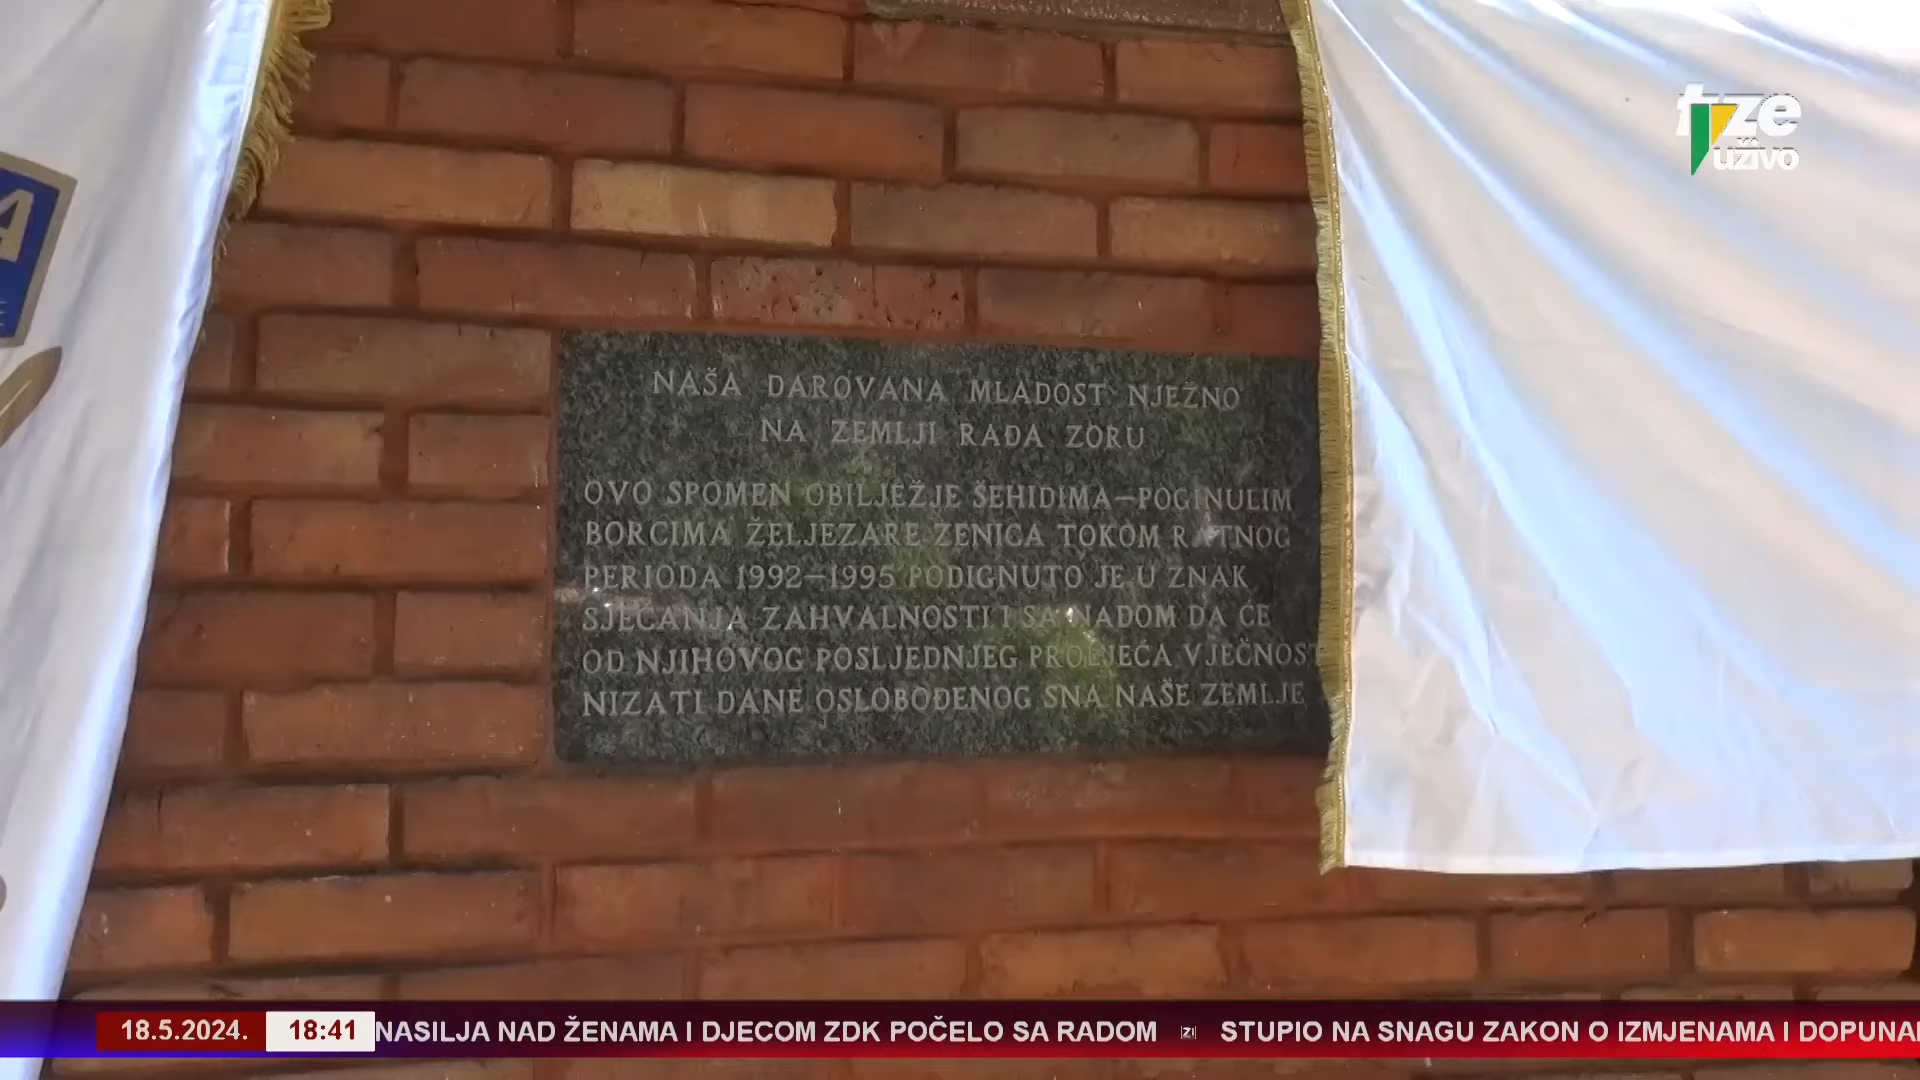 tvze
uživo
A
NAŠA DAROVANA MLADOST NJEŽNO
NA ZEMLJI RAĐA ZORU
OVO SPOMEN OBILJEŽJE ŠEHIDIMA–POGINULIM
BORCIMA ŽELJEZARE ZENICA TOKOM RATNOG
PERIODA 1992–1995 PODIGNUTO JE U ZNAK
SJEĆANJA ZAHVALNOSTI I SA NADOM DA ĆE
OD NJIHOVOG POSLJEDNJEG PROLJEĆA VJEČNOST
NIZATI DANE OSLOBOĐENOG SNA NAŠE ZEMLJE
18.5.2024. 18:41 NASILJA NAD ŽENAMA I DJECOM ZDK POČELO SA RADOM STUPIO NA SNAGU ZAKON O IZMJENAMA I DOPUNA